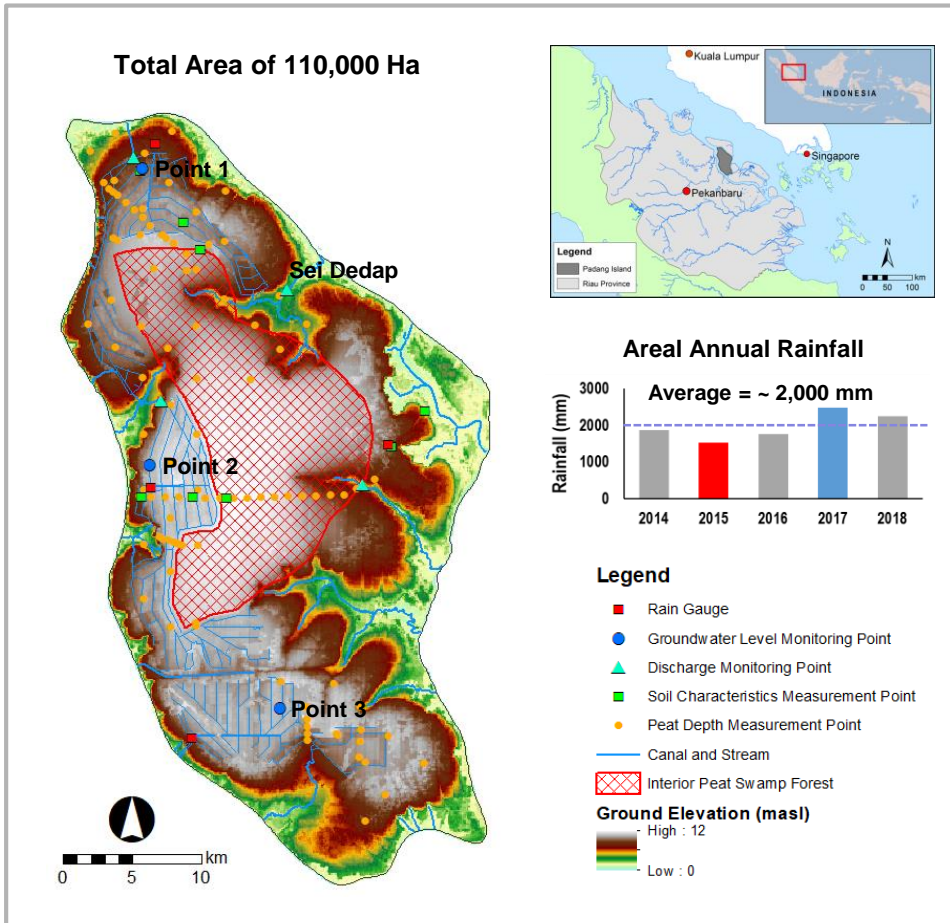 Total Area of 110,000 Ha
Point 1
Sei Dedap
Point 2
Point 3
km
0 5 10
Kuala Lumpur
INDONESIA
Singapore
Pekanbaru
Legend
Padang Island
Riau Province
N
km
0 50 100
Areal Annual Rainfall
Average = ~ 2,000 mm
Rainfall (mm)
3000
2000
1000
0
2014 2015 2016 2017 2018
Legend
Rain Gauge
Groundwater Level Monitoring Point
Discharge Monitoring Point
Soil Characteristics Measurement Point
Peat Depth Measurement Point
Canal and Stream
Interior Peat Swamp Forest
Ground Elevation (masl)
High : 12
Low : 0